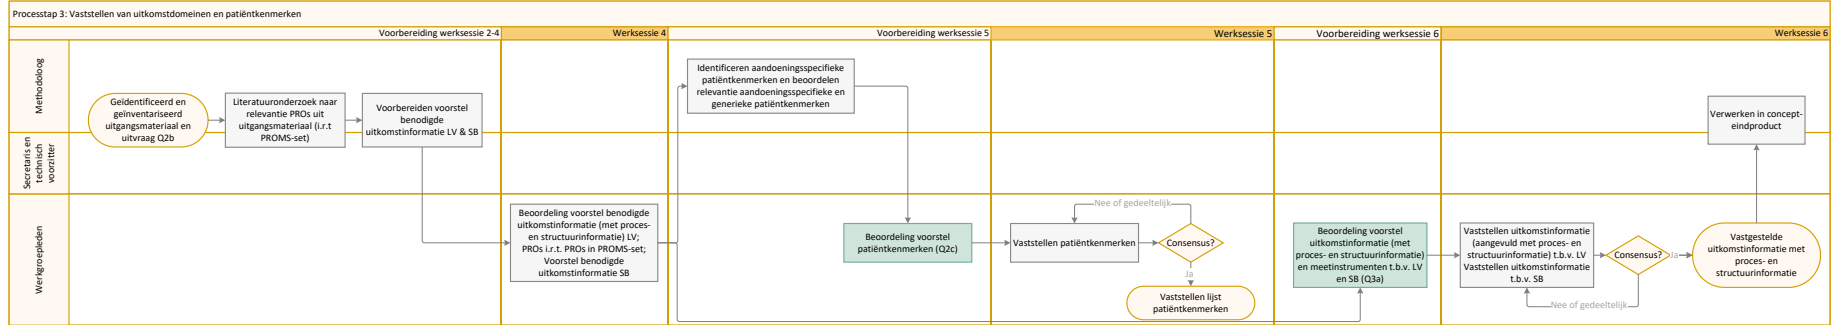 Processtap 3: Vaststellen van uitkomstdomeinen en patiëntkenmerken
Voorbereiding werksessie 2-4
Werksessie 4
Voorbereiding werksessie 5
Werksessie 5
Voorbereiding werksessie 6
Werksessie 6
Methodoloog
Geïdentificeerd en
geïnventariseerd
uitgangsmateriaal en
uitvraag Q2b
Literatuuronderzoek naar
relevante PROs uit
uitgangsmateriaal (i.r.t
PROMS-set)
Voorbereiden voorstel
benodigde
uitkomstinformatie LV & SB
Identificeren aandoeningsspecifieke
patiëntkenmerken en beoordelen
relevantie aandoeningsspecifieke en
generieke patiëntkenmerken
Verwerken in concept-
eindproduct
Secretaris en
technisch
voorzitter
Werkgroepleden
Beoordeling voorstel benodigde
uitkomstinformatie (met proces-
en structuurinformatie) LV;
PROs i.r.t. PROs in PROMS-set;
Voorstel benodigde
uitkomstinformatie SB
Beoordeling voorstel
patiëntkenmerken (Q2c)
Vaststellen patiëntkenmerken
Nee of gedeeltelijk
Consensus?
Ja
Vaststellen lijst
patiëntkenmerken
Beoordeling voorstel
uitkomstinformatie (met
proces- en structuurinformatie)
en meetinstrumenten t.b.v. LV
en SB (Q3a)
Vaststellen uitkomstinformatie
(aangevuld met proces- en
structuurinformatie) t.b.v. LV
Vaststellen uitkomstinformatie
t.b.v. SB
Consensus?
Ja
Nee of gedeeltelijk
Vastgestelde
uitkomstinformatie met
proces- en
structuurinformatie